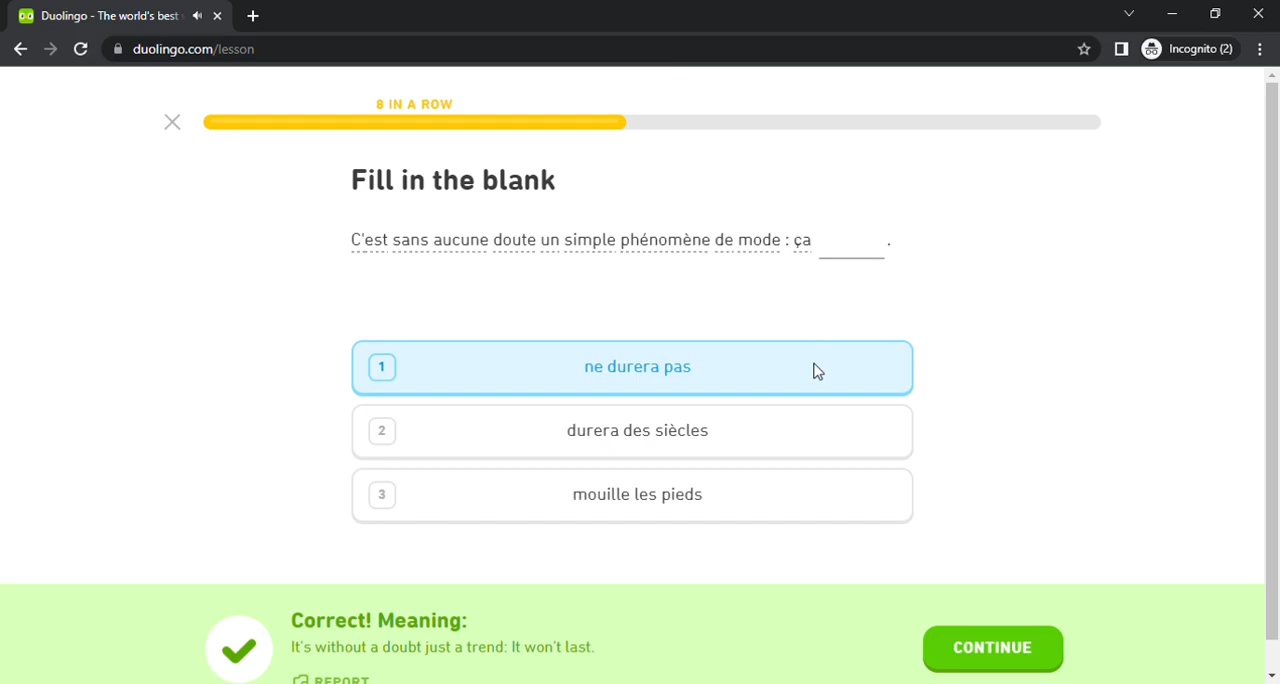 Duolingo - The world's best
duolingo.com/lesson
Incognito (2)
8 IN A ROW
Fill in the blank
C'est sans aucune doute un simple phénomène de mode : ça ______ .
1 ne durera pas
2 durera des siècles
3 mouille les pieds
Correct! Meaning:
It's without a doubt just a trend: It won't last.
CONTINUE
REPORT